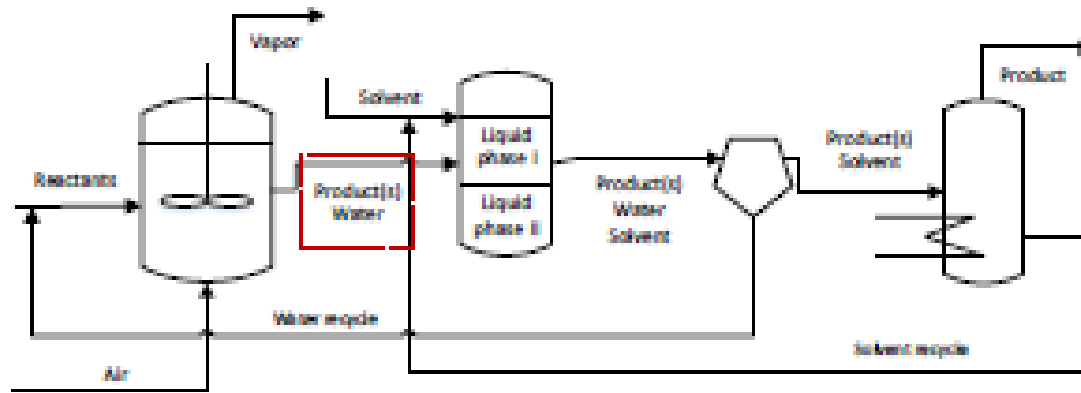 Vapor
Product
Solvent
Liquid
phase I
Product(s)
Solvent
Reactants
Product(s)
Water
Product(s)
Water
Solvent
Liquid
phase II
Water recycle
Solvent recycle
Air